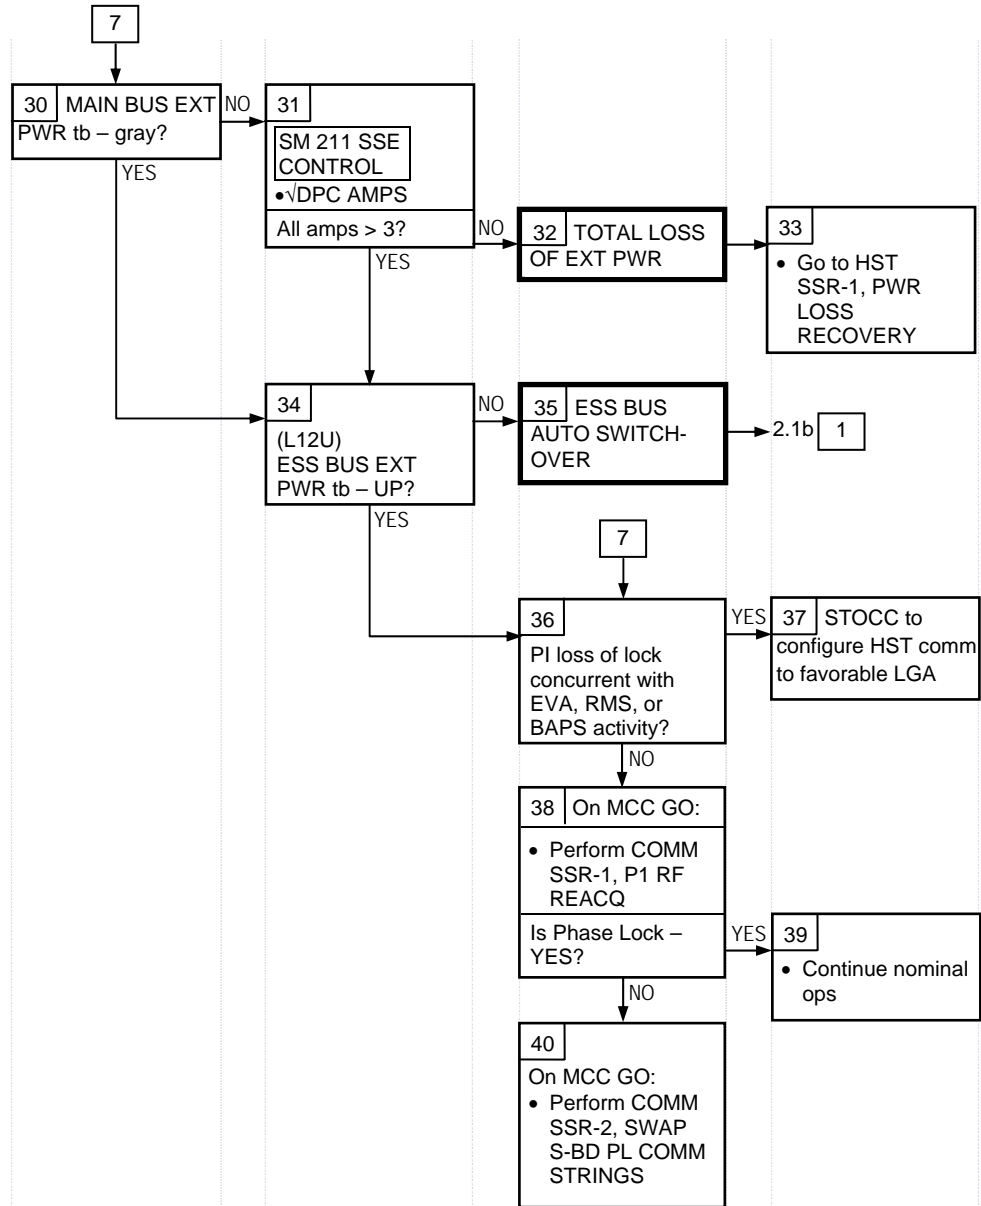 7
30 MAIN BUS EXT
PWR tb – gray?
NO
YES
31
SM 211 SSE
CONTROL
•√DPC AMPS
All amps > 3?
NO
YES
32 TOTAL LOSS
OF EXT PWR
33
• Go to HST
SSR-1, PWR
LOSS
RECOVERY
34
(L12U)
ESS BUS EXT
PWR tb – UP?
NO
YES
35 ESS BUS
AUTO SWITCH-
OVER
2.1b 1
7
36
PI loss of lock
concurrent with
EVA, RMS, or
BAPS activity?
YES
NO
37 STOCC to
configure HST comm
to favorable LGA
38 On MCC GO:
• Perform COMM
SSR-1, P1 RF
REACQ
Is Phase Lock –
YES?
YES
NO
39
• Continue nominal
ops
40
On MCC GO:
• Perform COMM
SSR-2, SWAP
S-BD PL COMM
STRINGS